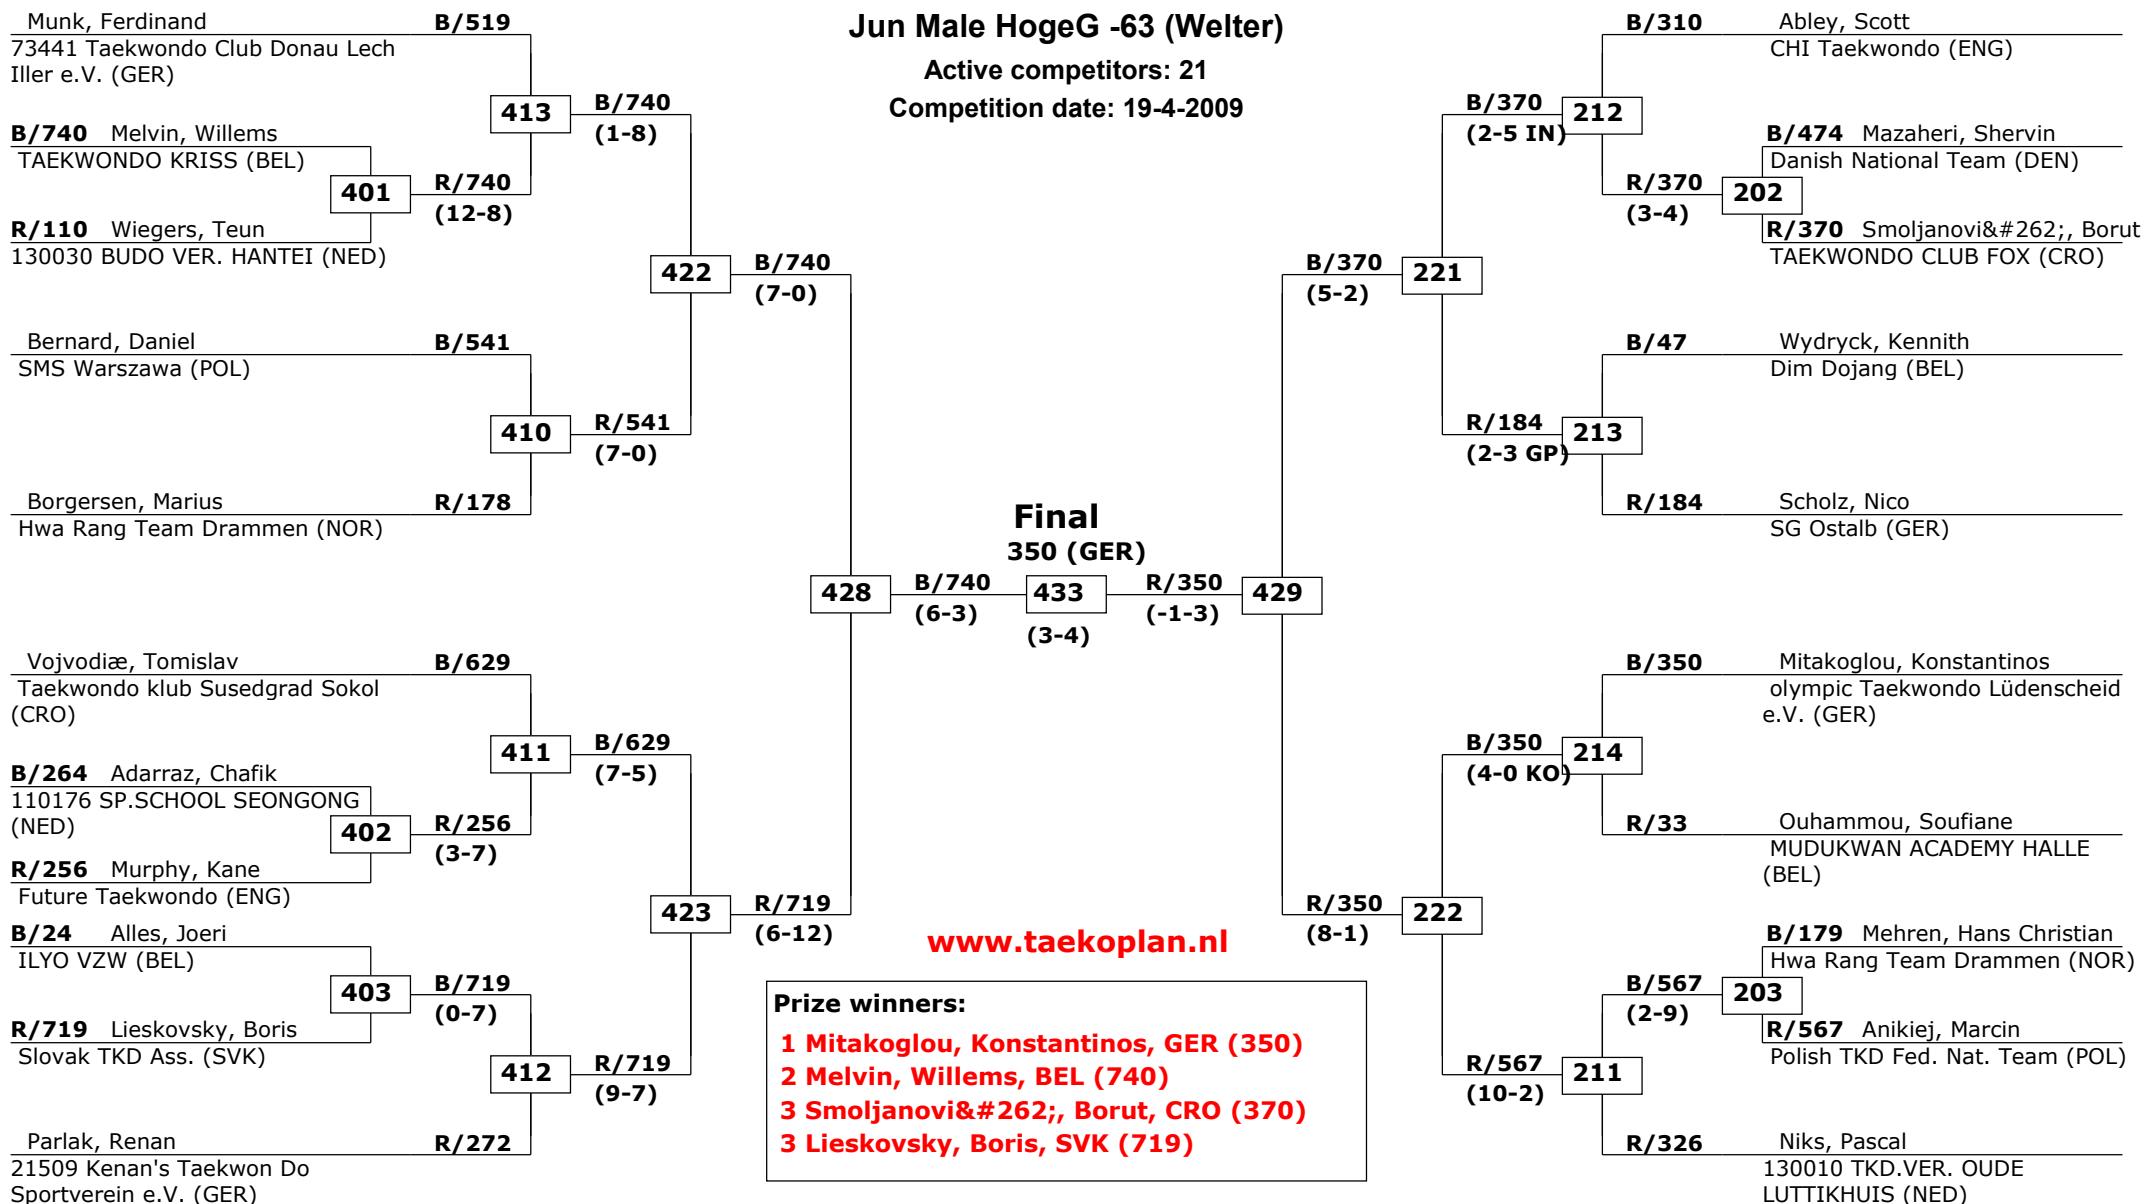 Jun Male HogeG -63 (Welter)
Active competitors: 21
Competition date: 19-4-2009
Munk, Ferdinand B/519
73441 Taekwondo Club Donau Lech
Iller e.V. (GER)
413
B/740
(1-8)
B/740 Melvin, Willems
TAEKWONDO KRISS (BEL)
401
R/740
(12-8)
R/110 Wiegers, Teun
130030 BUDO VER. HANTEI (NED)
422
B/740
(7-0)
Bernard, Daniel B/541
SMS Warszawa (POL)
410
R/541
(7-0)
Borgersen, Marius R/178
Hwa Rang Team Drammen (NOR)
428
B/740
(6-3)
Vojvodiæ, Tomislav B/629
Taekwondo klub Susedgrad Sokol
(CRO)
411
B/629
(7-5)
B/264 Adarraz, Chafik
110176 SP.SCHOOL SEONGONG
(NED)
402
R/256
(3-7)
R/256 Murphy, Kane
Future Taekwondo (ENG)
423
R/719
(6-12)
B/24 Alles, Joeri
ILYO VZW (BEL)
403
B/719
(0-7)
R/719 Lieskovsky, Boris
Slovak TKD Ass. (SVK)
412
R/719
(9-7)
Parlak, Renan R/272
21509 Kenan's Taekwon Do
Sportverein e.V. (GER)
Final
350 (GER)
433
(3-4)
R/350
(-1-3)
429
B/310 Abley, Scott
CHI Taekwondo (ENG)
B/370
(2-5 IN)
212
B/474 Mazaheri, Shervin
Danish National Team (DEN)
R/370
(3-4)
202
R/370 Smoljanovi&#262;, Borut
TAEKWONDO CLUB FOX (CRO)
B/370
(5-2)
221
B/47 Wydryck, Kennith
Dim Dojang (BEL)
R/184
(2-3 GP)
213
R/184 Scholz, Nico
SG Ostalb (GER)
B/350 Mitakoglou, Konstantinos
olympic Taekwondo Lüdenscheid
e.V. (GER)
B/350
(4-0 KO)
214
R/33 Ouhammou, Soufiane
MUDUKWAN ACADEMY HALLE
(BEL)
R/350
(8-1)
222
B/179 Mehren, Hans Christian
Hwa Rang Team Drammen (NOR)
B/567
(2-9)
203
R/567 Anikiej, Marcin
Polish TKD Fed. Nat. Team (POL)
R/567
(10-2)
211
R/326 Niks, Pascal
130010 TKD.VER. OUDE
LUTTIKHUIS (NED)
www.taekoplan.nl
Prize winners:
1 Mitakoglou, Konstantinos, GER (350)
2 Melvin, Willems, BEL (740)
3 Smoljanovi&#262;, Borut, CRO (370)
3 Lieskovsky, Boris, SVK (719)